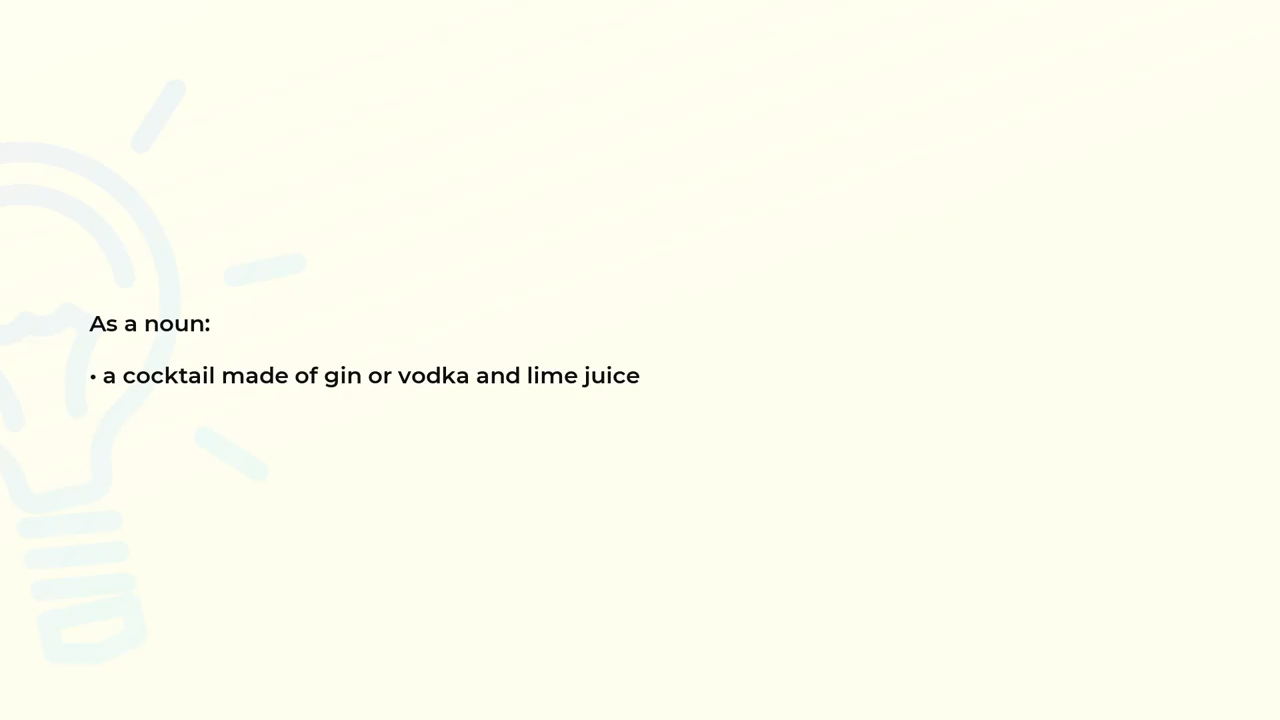 As a noun:
• a cocktail made of gin or vodka and lime juice